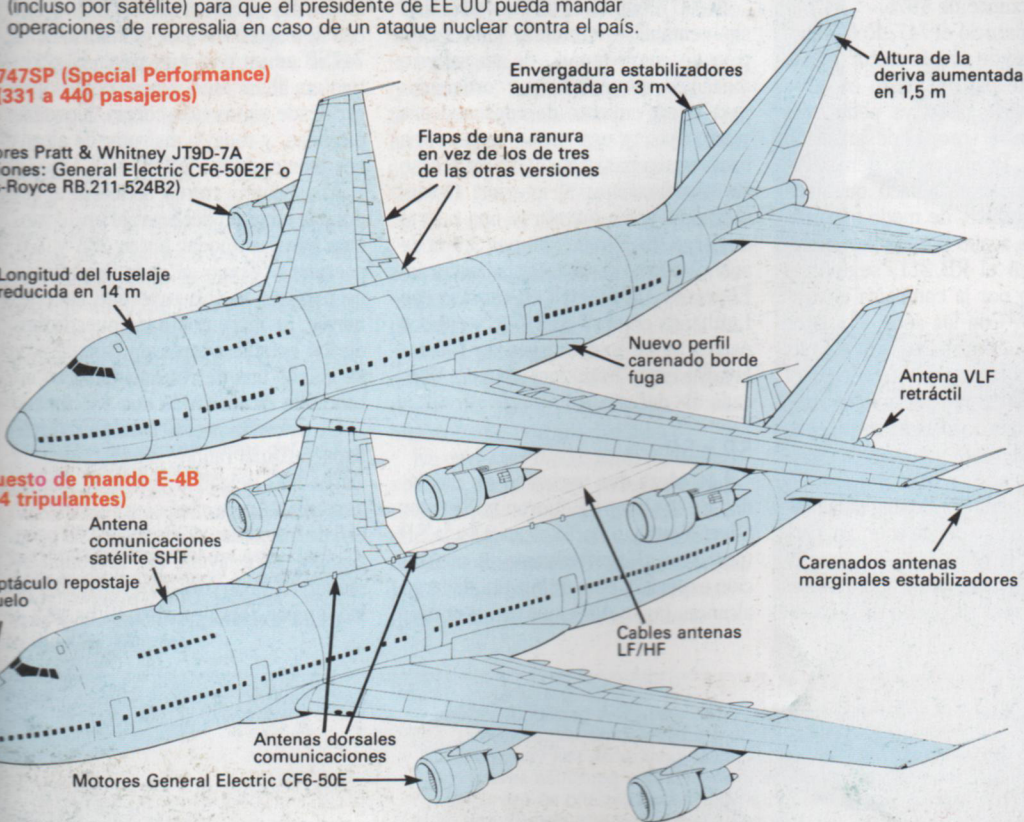 (incluso por satélite) para que el presidente de EE UU pueda mandar
operaciones de represalia en caso de un ataque nuclear contra el país.
747SP (Special Performance)
(331 a 440 pasajeros)
Envergadura estabilizadores
aumentada en 3 m
Altura de la
deriva aumentada
en 1,5 m
Flaps de una ranura
en vez de los de tres
de las otras versiones
Pratt & Whitney JT9D-7A
General Electric CF6-50E2F o
-Royce RB.211-524B2)
Longitud del fuselaje
reducida en 14 m
Nuevo perfil
carenado borde
fuga
Antena VLF
retráctil
uesto de mando E-4B
4 tripulantes)
Antena
comunicaciones
satélite SHF
ptáculo repostaje
uelo
Carenados antenas
marginales estabilizadores
Cables antenas
LF/HF
Antenas dorsales
comunicaciones
Motores General Electric CF6-50E